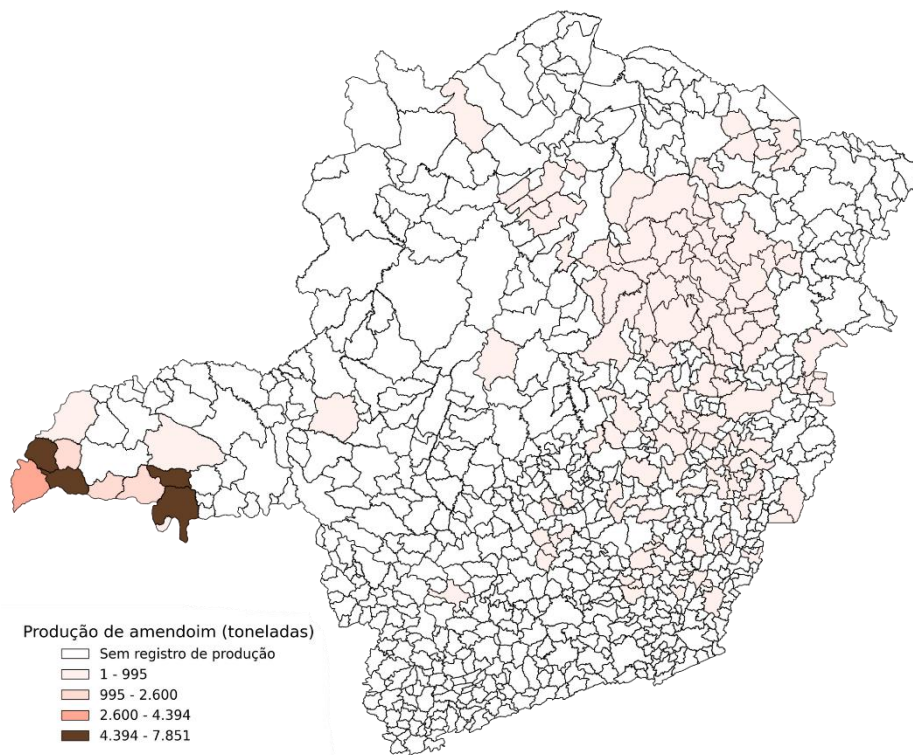 Produção de amendoim (toneladas)
Sem registro de produção
1 - 995
995 - 2.600
2.600 - 4.394
4.394 - 7.851